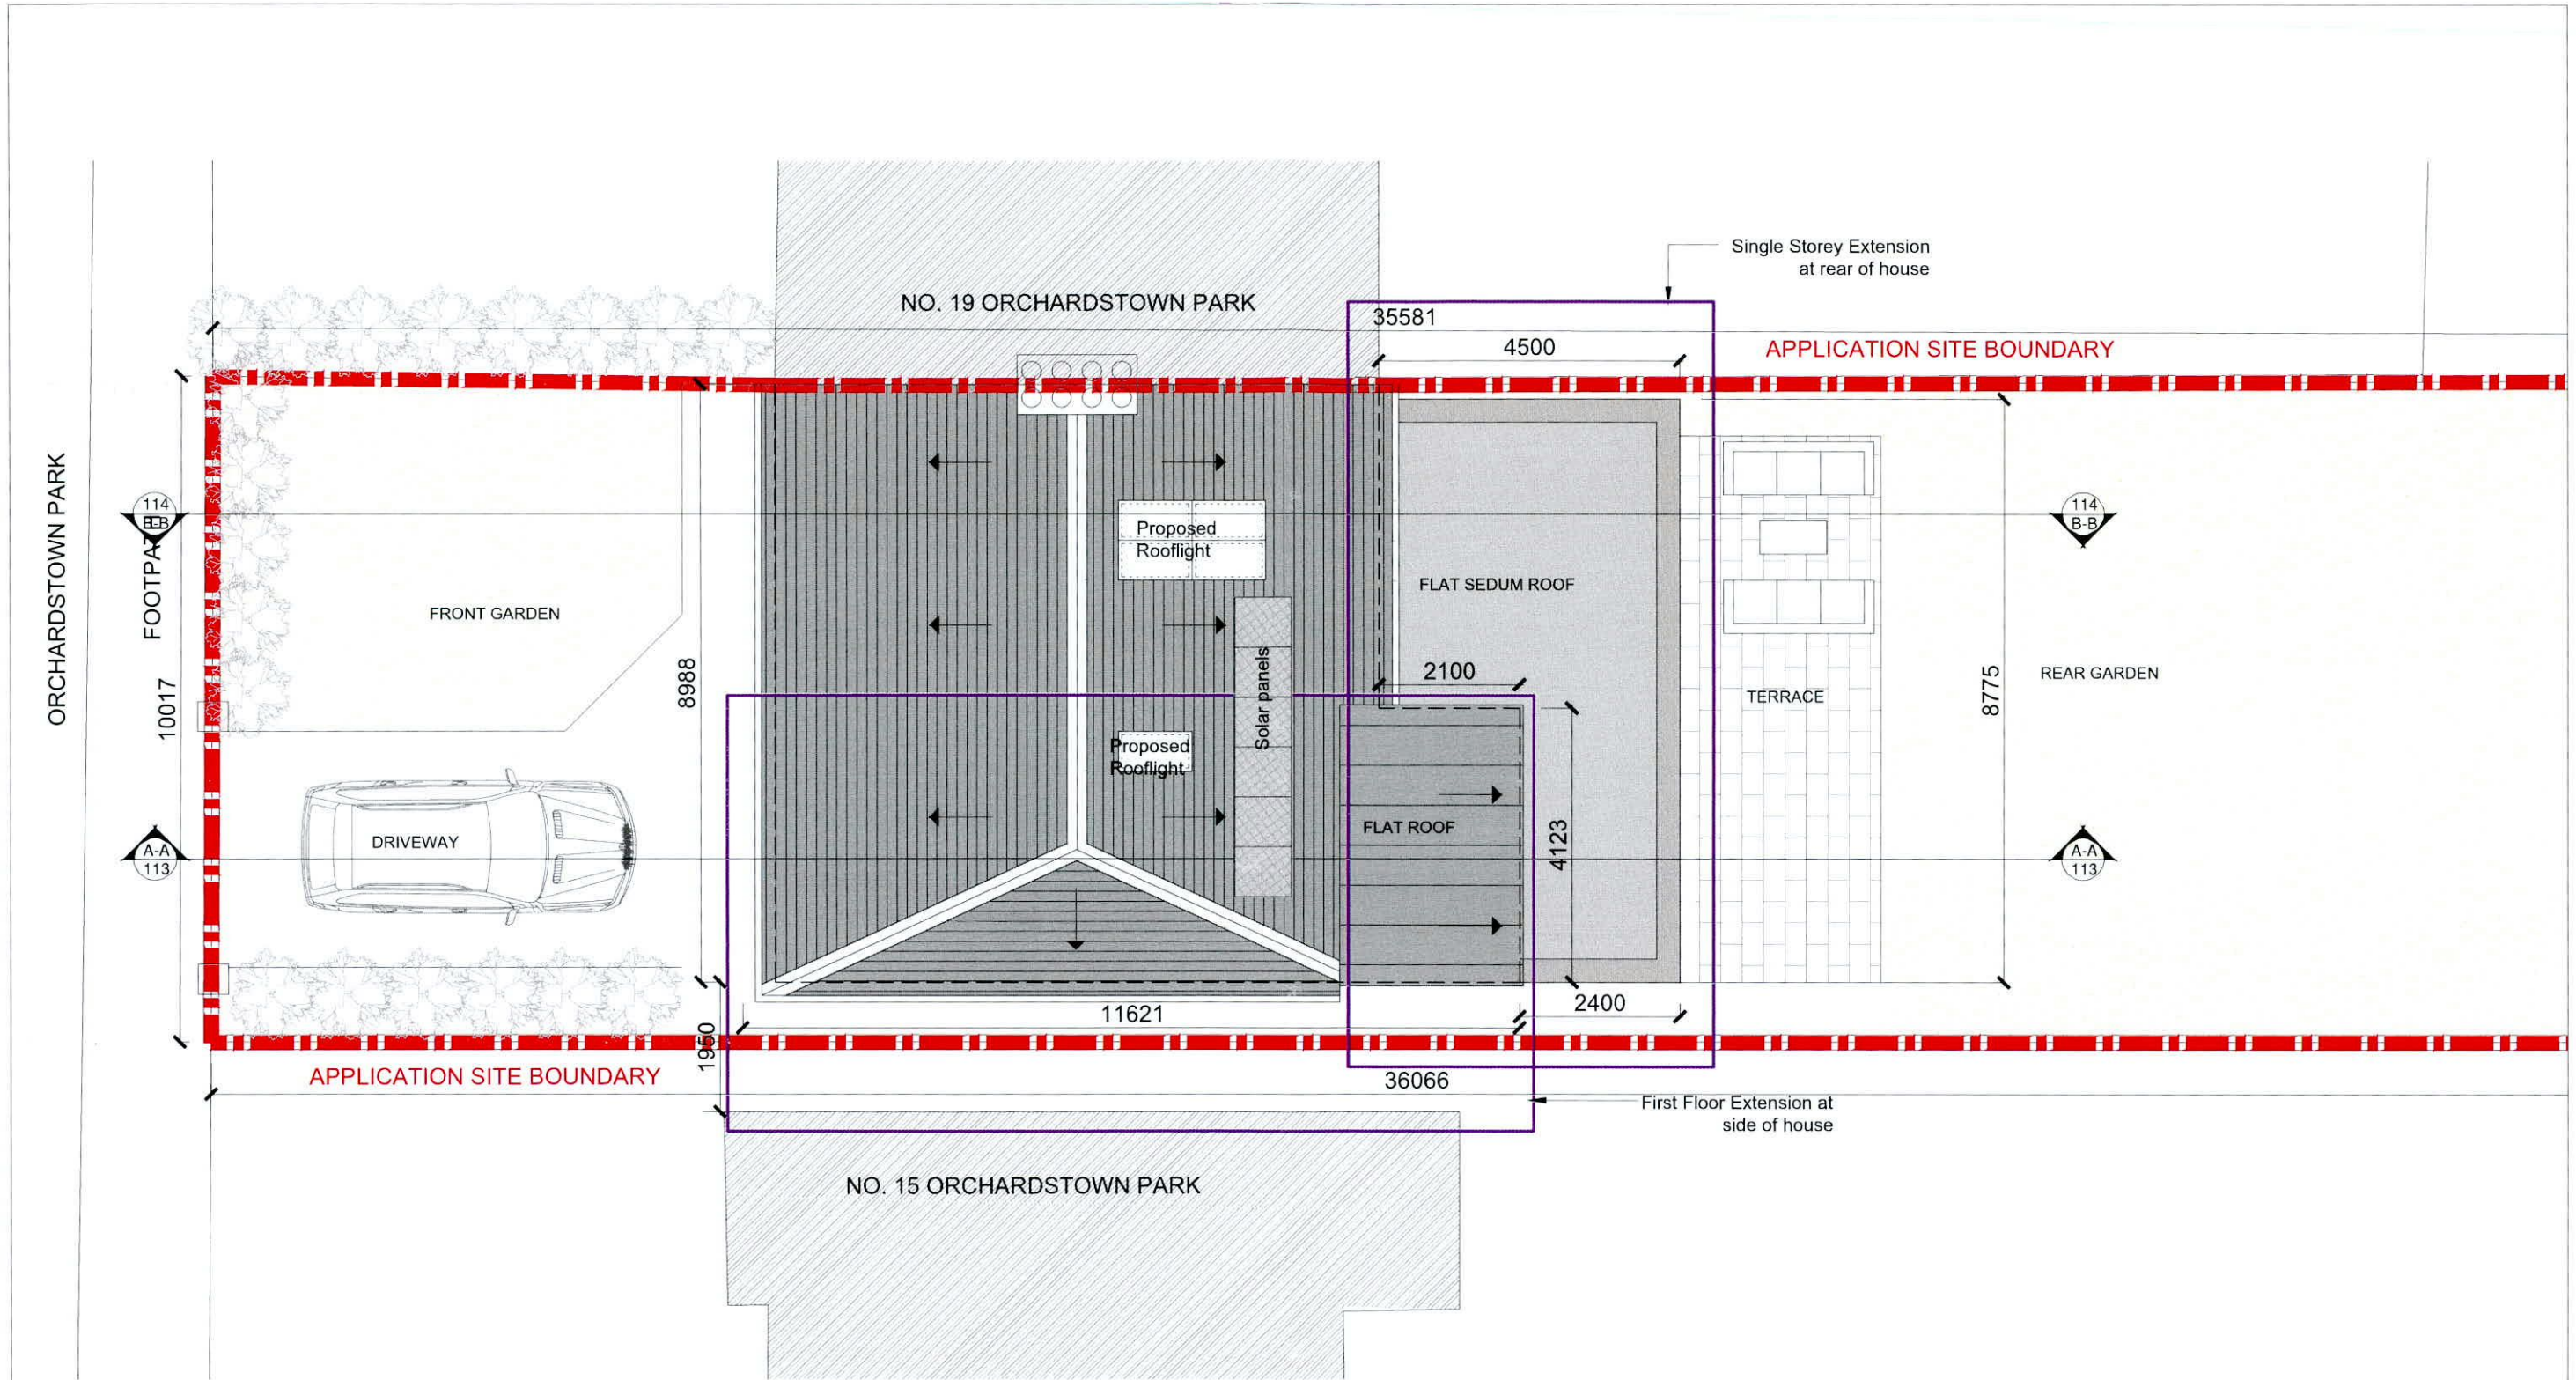 Single Storey Extension
at rear of house
NO. 19 ORCHARDSTOWN PARK
35581
4500
APPLICATION SITE BOUNDARY
ORCHARDSTOWN PARK
FOOTPAT
114
B-B
10017
8988
Proposed
Rooflight
FLAT SEDUM ROOF
114
B-B
FRONT GARDEN
Solar panels
2100
TERRACE
8775
REAR GARDEN
Proposed
Rooflight
DRIVEWAY
FLAT ROOF
4123
A-A
113
A-A
113
11621
2400
1950
APPLICATION SITE BOUNDARY
36066
First Floor Extension at
side of house
NO. 15 ORCHARDSTOWN PARK